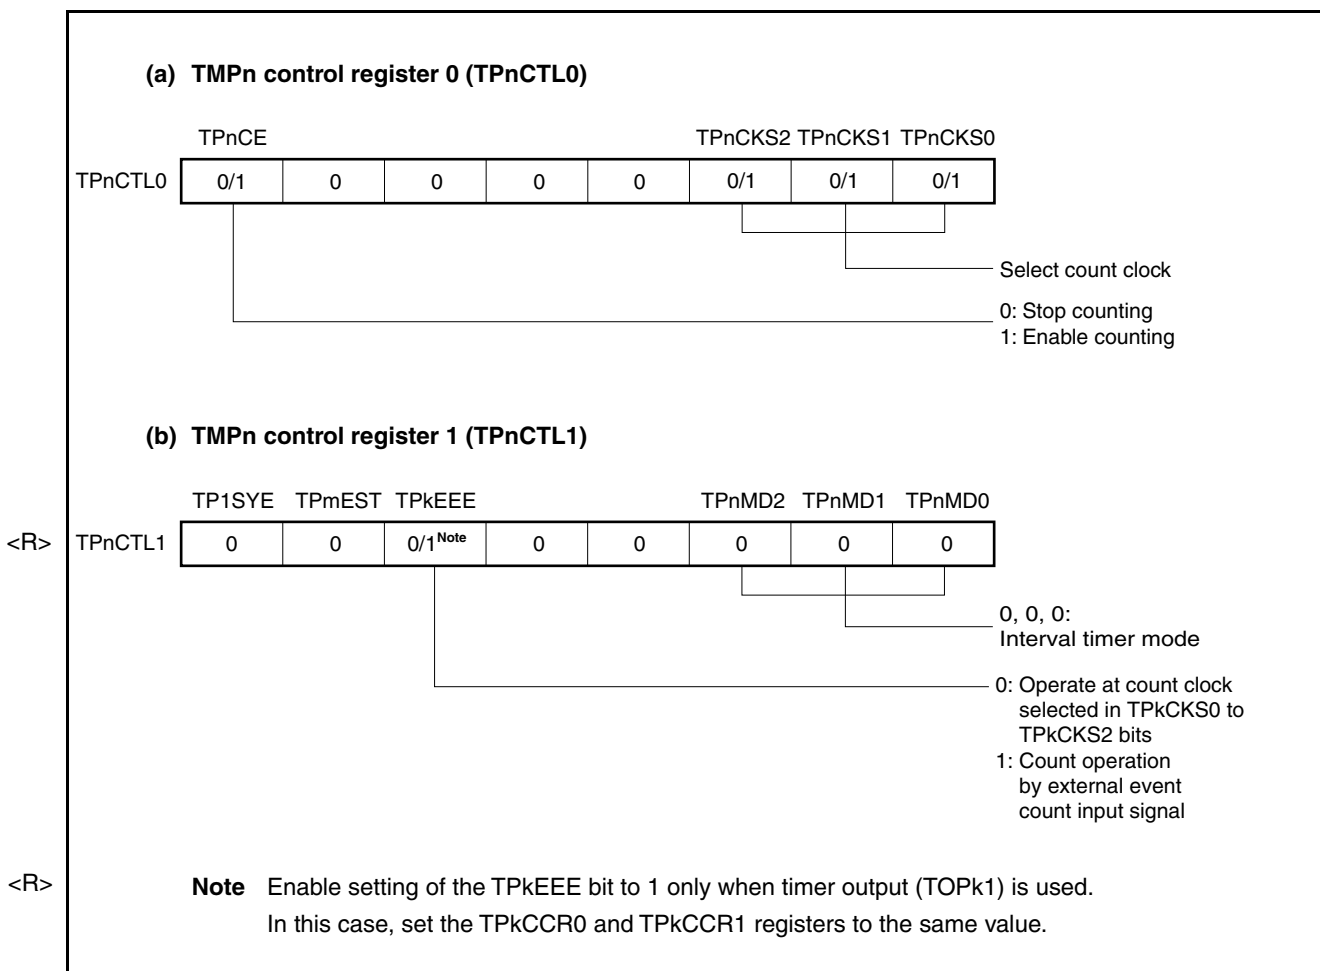 (a) TMPn control register 0 (TPnCTL0)
TPnCE TPnCKS2 TPnCKS1 TPnCKS0
TPnCTL0 0/1 0 0 0 0 0/1 0/1 0/1
Select count clock
0: Stop counting
1: Enable counting
(b) TMPn control register 1 (TPnCTL1)
TP1SYE TPmEST TPkEEE TPnMD2 TPnMD1 TPnMD0
<R> TPnCTL1 0 0 0/1Note 0 0 0 0 0
0, 0, 0:
Interval timer mode
0: Operate at count clock
selected in TPkCKS0 to
TPkCKS2 bits
1: Count operation
by external event
count input signal
<R> Note Enable setting of the TPkEEE bit to 1 only when timer output (TOPk1) is used.
In this case, set the TPkCCR0 and TPkCCR1 registers to the same value.